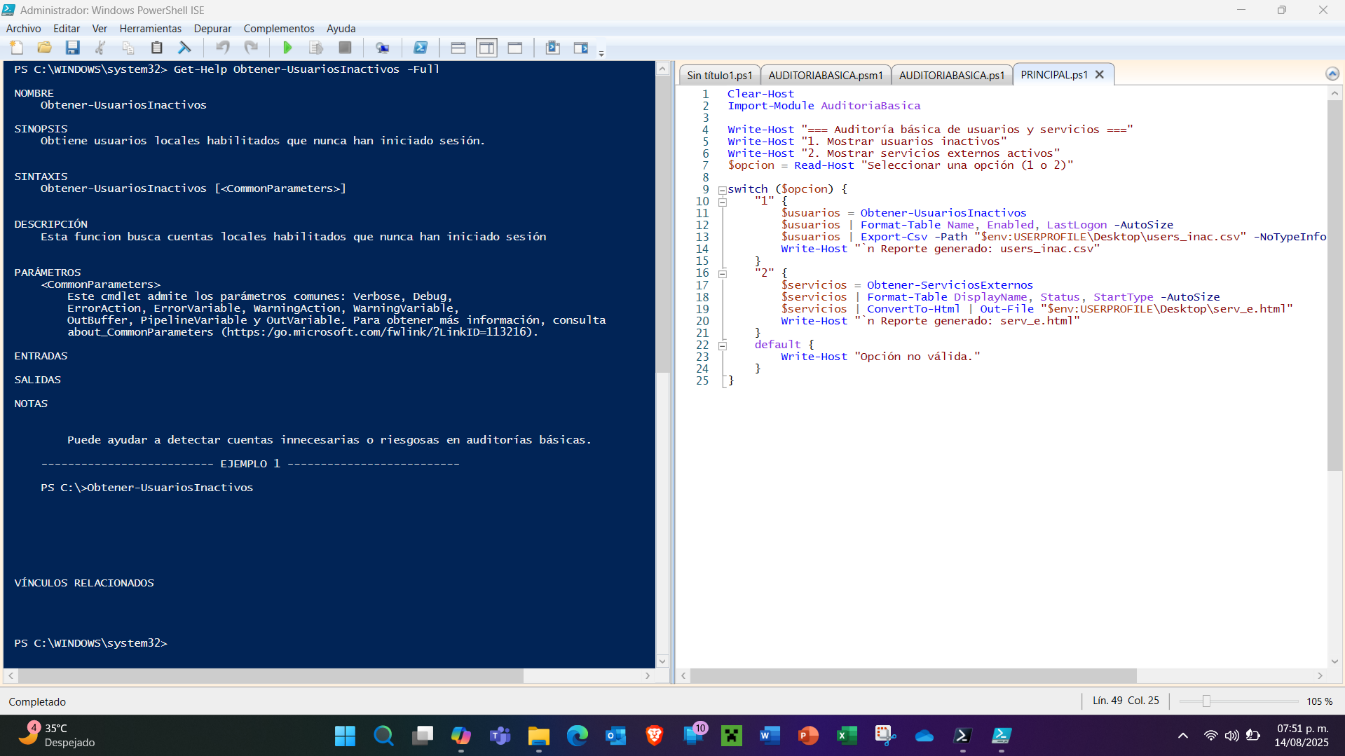 Administrador: Windows PowerShell ISE
Archivo Editar Ver Herramientas Depurar Complementos Ayuda
PS C:\WINDOWS\system32> Get-Help Obtener-UsuariosInactivos -Full
NOMBRE
Obtener-UsuariosInactivos
SINOPSIS
Obtiene usuarios locales habilitados que nunca han iniciado sesión.
SINTAXIS
Obtener-UsuariosInactivos [<CommonParameters>]
DESCRIPCIÓN
Esta funcion busca cuentas locales habilitados que nunca han iniciado sesión
PARÁMETROS
<CommonParameters>
Este cmdlet admite los parámetros comunes: Verbose, Debug,
ErrorAction, ErrorVariable, WarningAction, WarningVariable,
OutBuffer, PipelineVariable y OutVariable. Para obtener más información, consulta
about_CommonParameters (https:/go.microsoft.com/fwlink/?LinkID=113216).
ENTRADAS
SALIDAS
NOTAS
Puede ayudar a detectar cuentas innecesarias o riesgosas en auditorías básicas.
-------------------------- EJEMPLO 1 --------------------------
PS C:\>Obtener-UsuariosInactivos
VÍNCULOS RELACIONADOS
PS C:\WINDOWS\system32>
Sin título1.ps1 AUDITORIABASICA.psm1 AUDITORIABASICA.ps1 PRINCIPAL.ps1
1 Clear-Host
2 Import-Module AuditoriaBasica
3
4 Write-Host "=== Auditoría básica de usuarios y servicios ==="
5 Write-Host "1. Mostrar usuarios inactivos"
6 Write-Host "2. Mostrar servicios externos activos"
7 $opcion = Read-Host "Seleccionar una opción (1 o 2)"
8
9 switch ($opcion) {
10 "1" {
11 $usuarios = Obtener-UsuariosInactivos
12 $usuarios | Format-Table Name, Enabled, LastLogon -AutoSize
13 $usuarios | Export-Csv -Path "$env:USERPROFILE\Desktop\users_inac.csv" -NoTypeInfo
14 Write-Host "`n Reporte generado: users_inac.csv"
15 }
16 "2" {
17 $servicios = Obtener-ServiciosExternos
18 $servicios | Format-Table DisplayName, Status, StartType -AutoSize
19 $servicios | ConvertTo-Html | Out-File "$env:USERPROFILE\Desktop\serv_e.html"
20 Write-Host "`n Reporte generado: serv_e.html"
21 }
22 default {
23 Write-Host "Opción no válida."
24 }
25 }
Completado
Lín. 49 Col. 25
105 %
4
35°C
Despejado
10
07:51 p. m.
14/08/2025